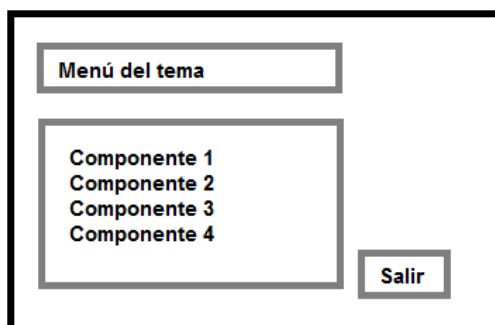 Menú del tema
Componente 1
Componente 2
Componente 3
Componente 4
Salir